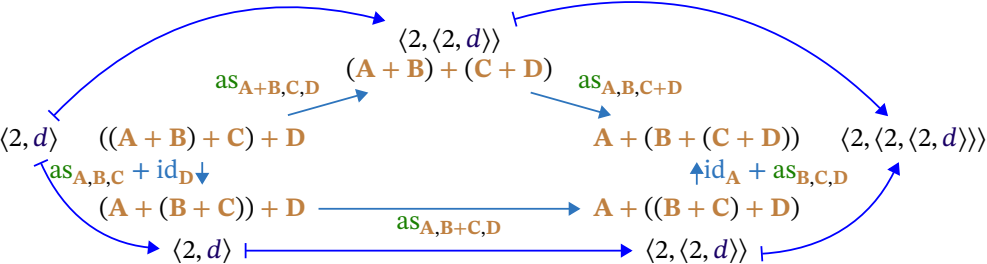 ⟨2, ⟨2, d⟩⟩
(A + B) + (C + D)
as_{A+B,C,D} as_{A,B,C+D}
⟨2, d⟩ ((A + B) + C) + D A + (B + (C + D)) ⟨2, ⟨2, ⟨2, d⟩⟩⟩
as_{A,B,C} + id_D id_A + as_{B,C,D}
(A + (B + C)) + D A + ((B + C) + D)
as_{A,B+C,D}
⟨2, d⟩ ⟨2, ⟨2, d⟩⟩